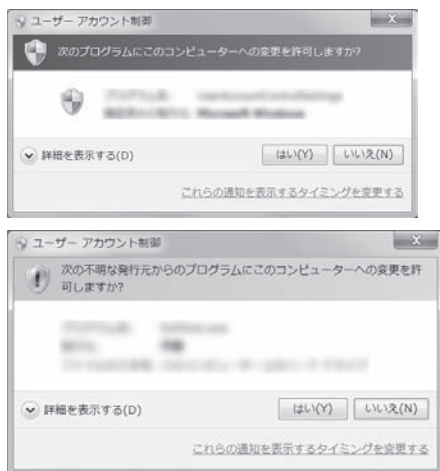 ユーザー アカウント制御
次のプログラムにこのコンピューターへの変更を許可しますか?
詳細を表示する(D)
はい(Y)
いいえ(N)
これらの通知を表示するタイミングを変更する
ユーザー アカウント制御
次の不明な発行元からのプログラムにこのコンピューターへの変更を許
可しますか?
詳細を表示する(D)
はい(Y)
いいえ(N)
これらの通知を表示するタイミングを変更する